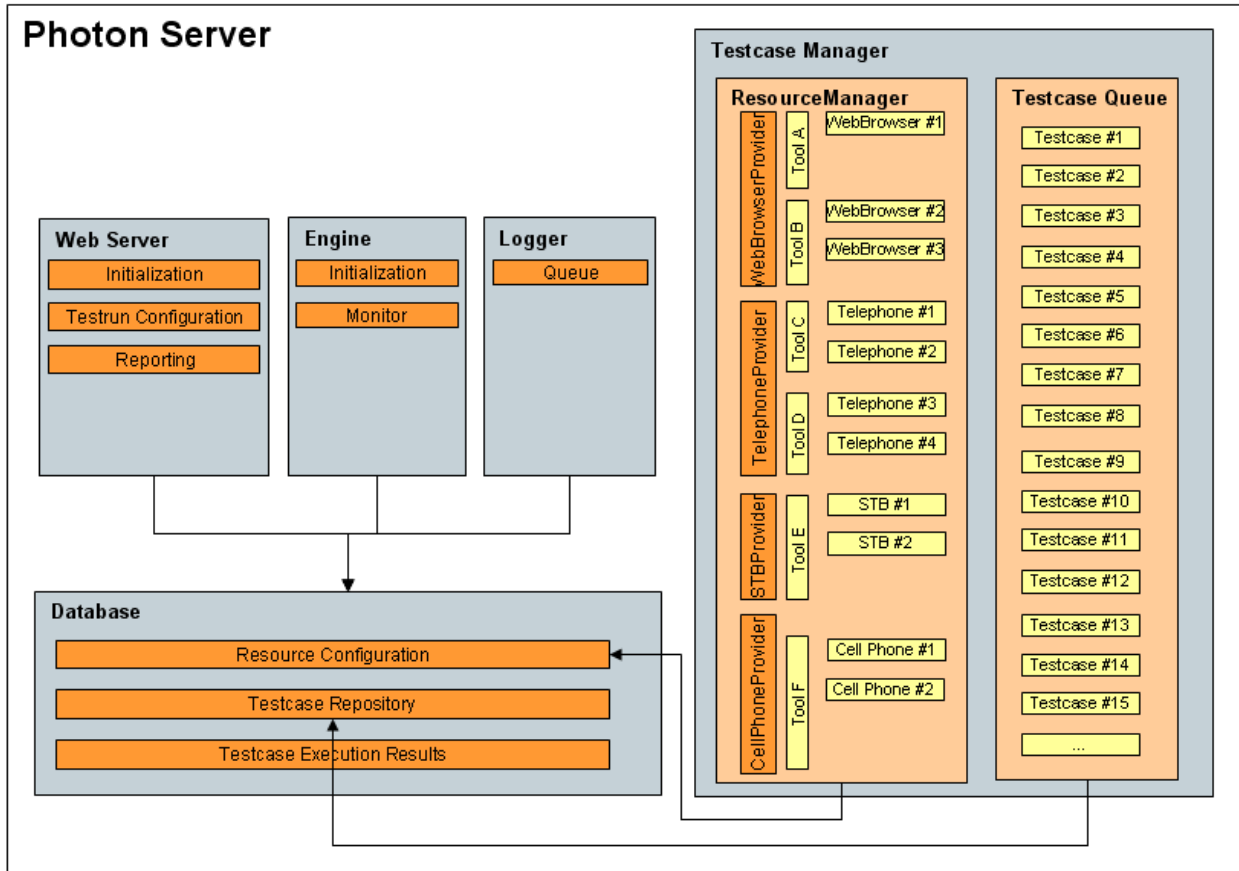 Photon Server
Web Server
Initialization
Testrun Configuration
Reporting
Engine
Initialization
Monitor
Logger
Queue
Database
Resource Configuration
Testcase Repository
Testcase Execution Results
Testcase Manager
ResourceManager
WebBrowserProvider
Tool A
WebBrowser #1
Tool B
WebBrowser #2
WebBrowser #3
TelephoneProvider
Tool C
Telephone #1
Telephone #2
Tool D
Telephone #3
Telephone #4
STBProvider
Tool E
STB #1
STB #2
CellPhoneProvider
Tool F
Cell Phone #1
Cell Phone #2
Testcase Queue
Testcase #1
Testcase #2
Testcase #3
Testcase #4
Testcase #5
Testcase #6
Testcase #7
Testcase #8
Testcase #9
Testcase #10
Testcase #11
Testcase #12
Testcase #13
Testcase #14
Testcase #15
...